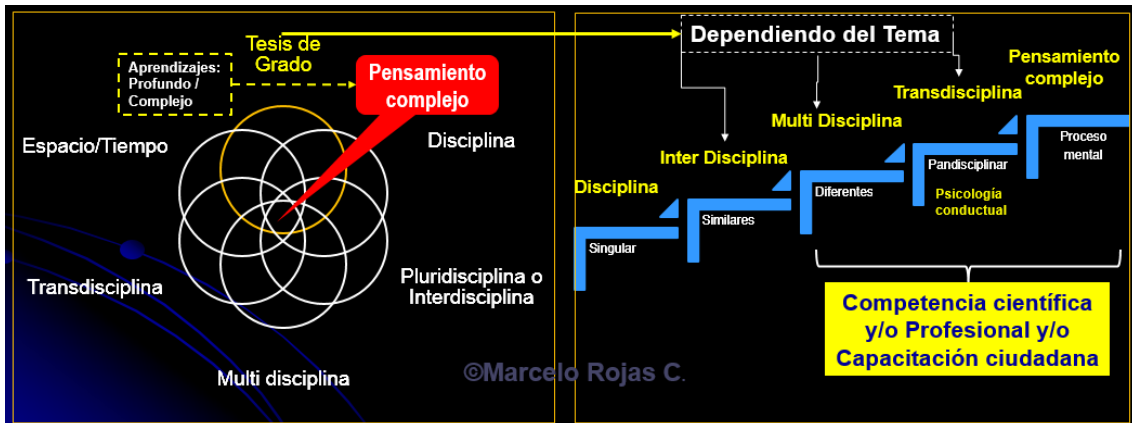 Tesis de
Grado
Aprendizajes:
Profundo /
Complejo
Pensamiento
complejo
Espacio/Tiempo
Disciplina
Transdisciplina
Pluridisciplina o
Interdisciplina
Multi disciplina
©Marcelo Rojas C.
Dependiendo del Tema
Pensamiento
complejo
Transdisciplina
Multi Disciplina
Inter Disciplina
Disciplina
Proceso
mental
Pandisciplinar
Psicología
conductual
Diferentes
Similares
Singular
Competencia científica
y/o Profesional y/o
Capacitación ciudadana